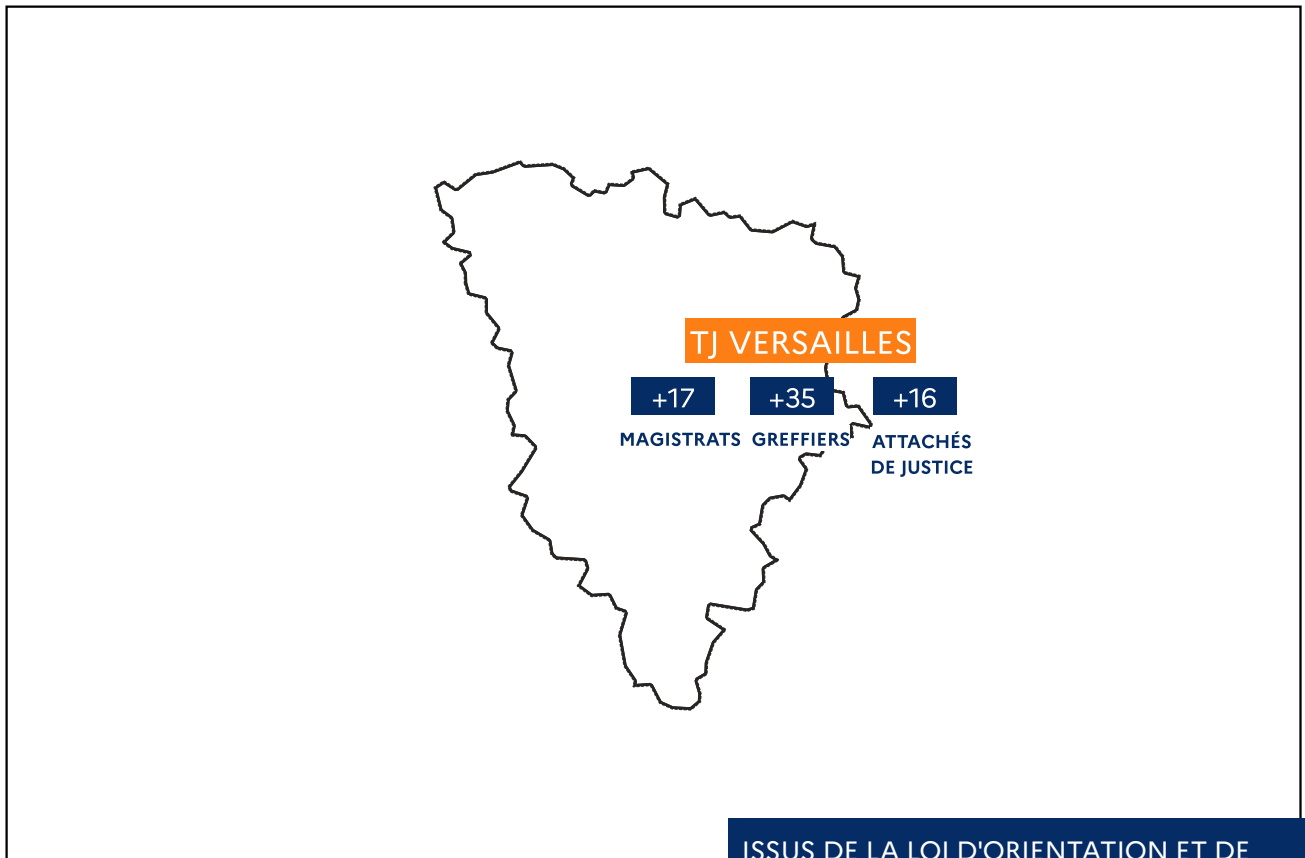 TJ VERSAILLES
+17 +35 +16
MAGISTRATS GREFFIERS ATTACHÉS
DE JUSTICE
ISSUS DE LA LOI D'ORIENTATION ET DE